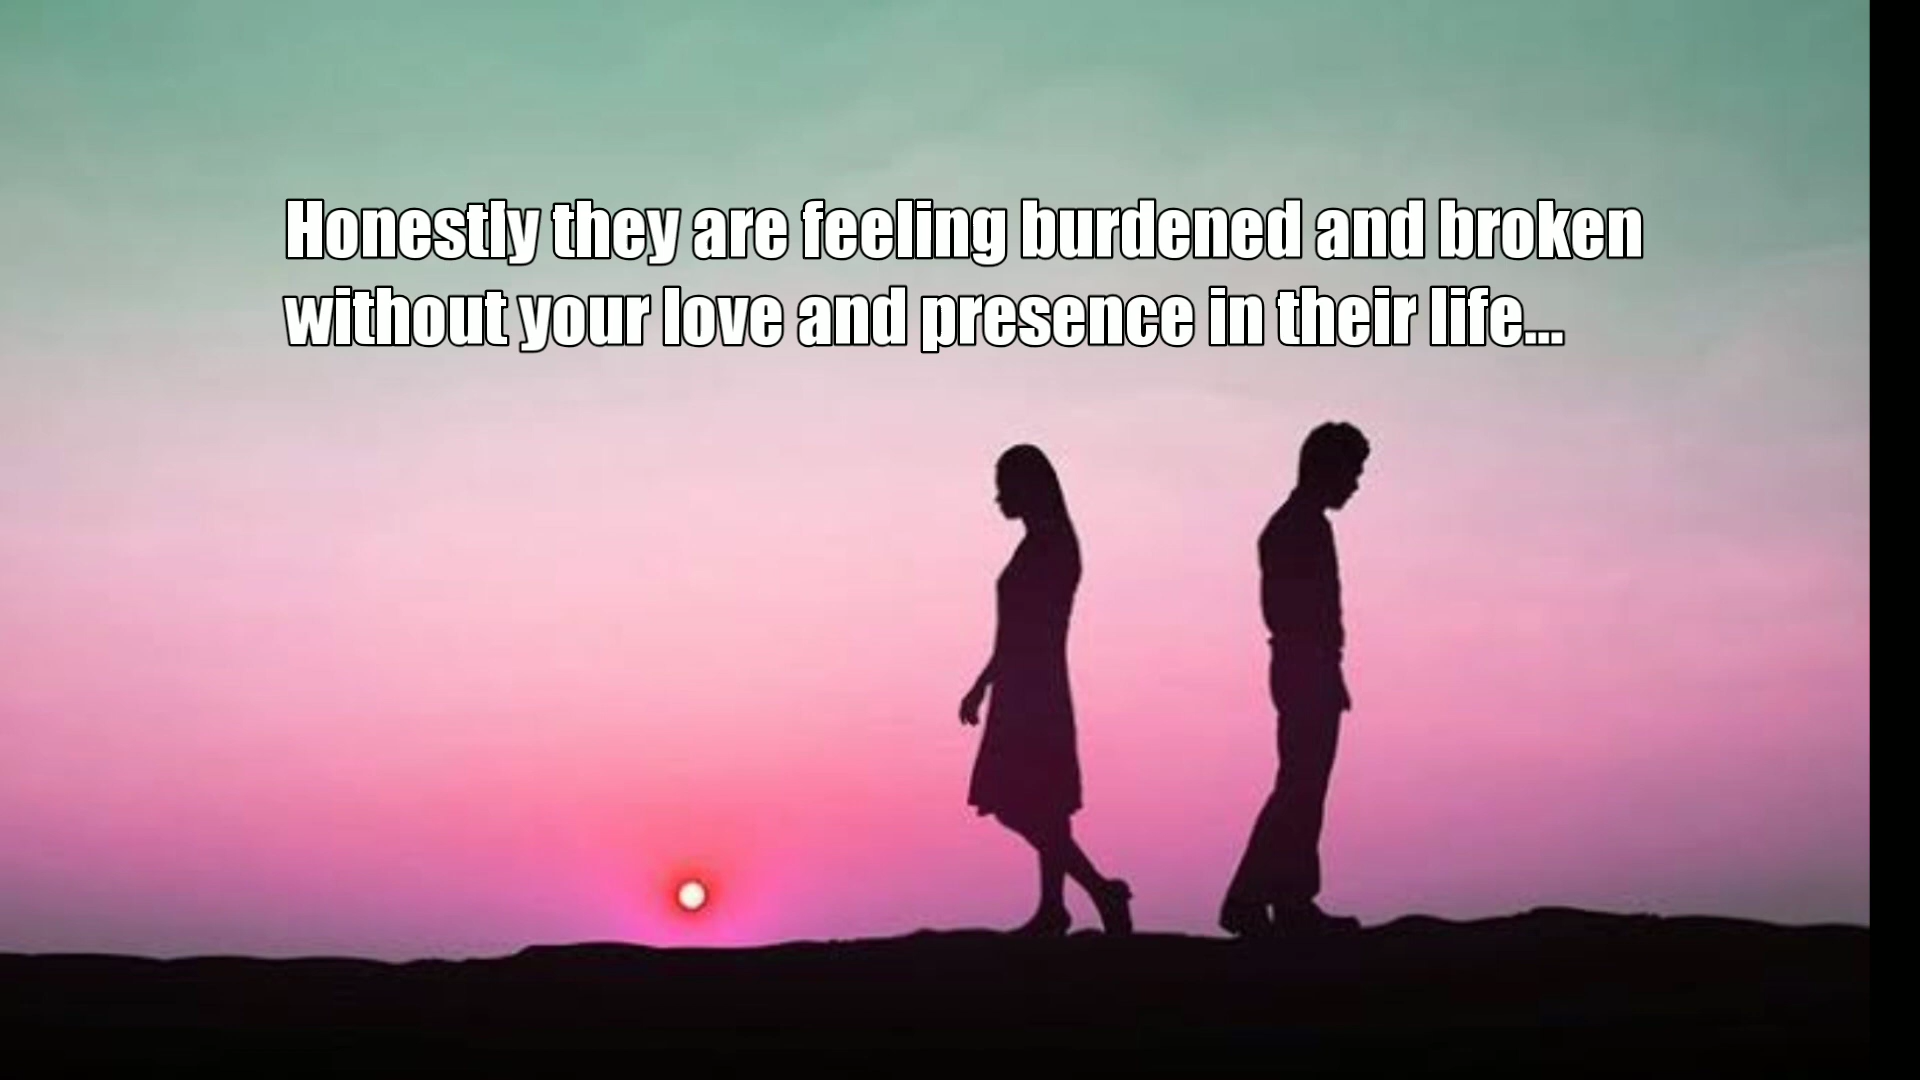 Honestly they are feeling burdened and broken
without your love and presence in their life...